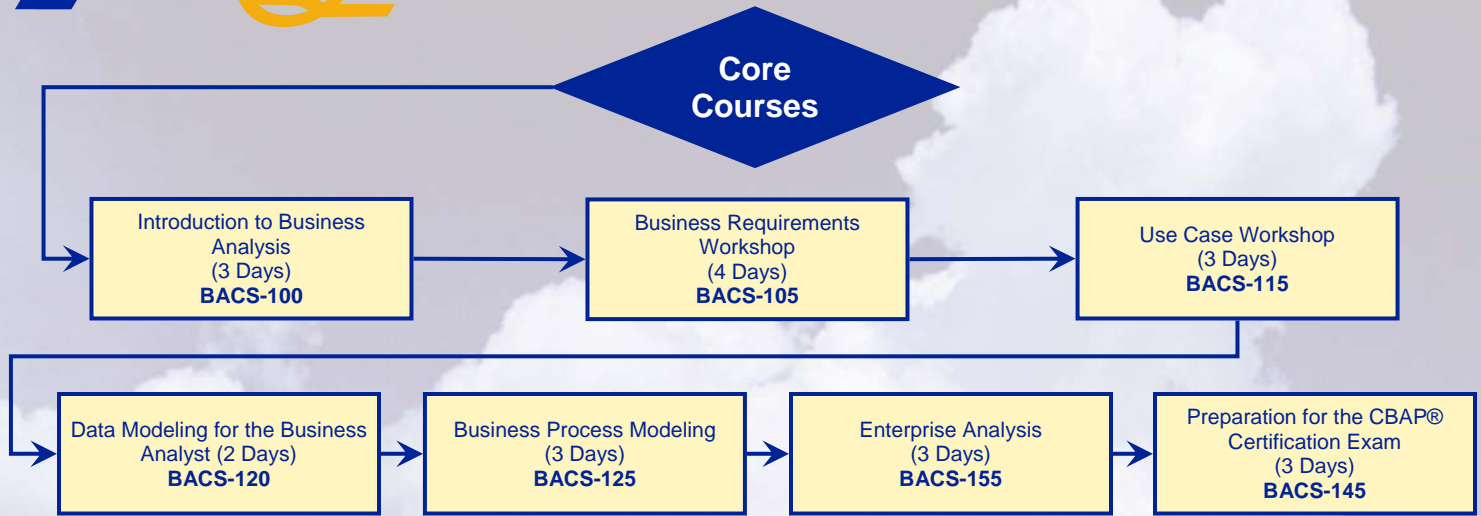 Core
Courses
Introduction to Business
Analysis
(3 Days)
BACS-100
Business Requirements
Workshop
(4 Days)
BACS-105
Use Case Workshop
(3 Days)
BACS-115
Data Modeling for the Business
Analyst (2 Days)
BACS-120
Business Process Modeling
(3 Days)
BACS-125
Enterprise Analysis
(3 Days)
BACS-155
Preparation for the CBAP®
Certification Exam
(3 Days)
BACS-145